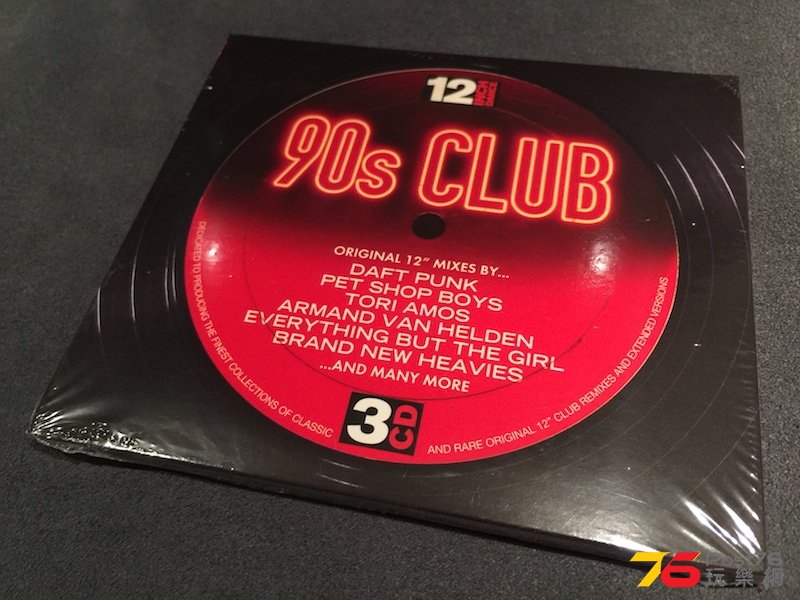 12
INCH
DANCE
90s CLUB
ORIGINAL 12" MIXES BY...
DAFT PUNK
PET SHOP BOYS
TORI AMOS
ARMAND VAN HELDEN
EVERYTHING BUT THE GIRL
BRAND NEW HEAVIES
...AND MANY MORE
3CD
DEDICATED TO PRODUCING THE FINEST COLLECTIONS OF CLASSIC
AND RARE ORIGINAL 12" CLUB REMIXES AND EXTENDED VERSIONS
76
玩樂網